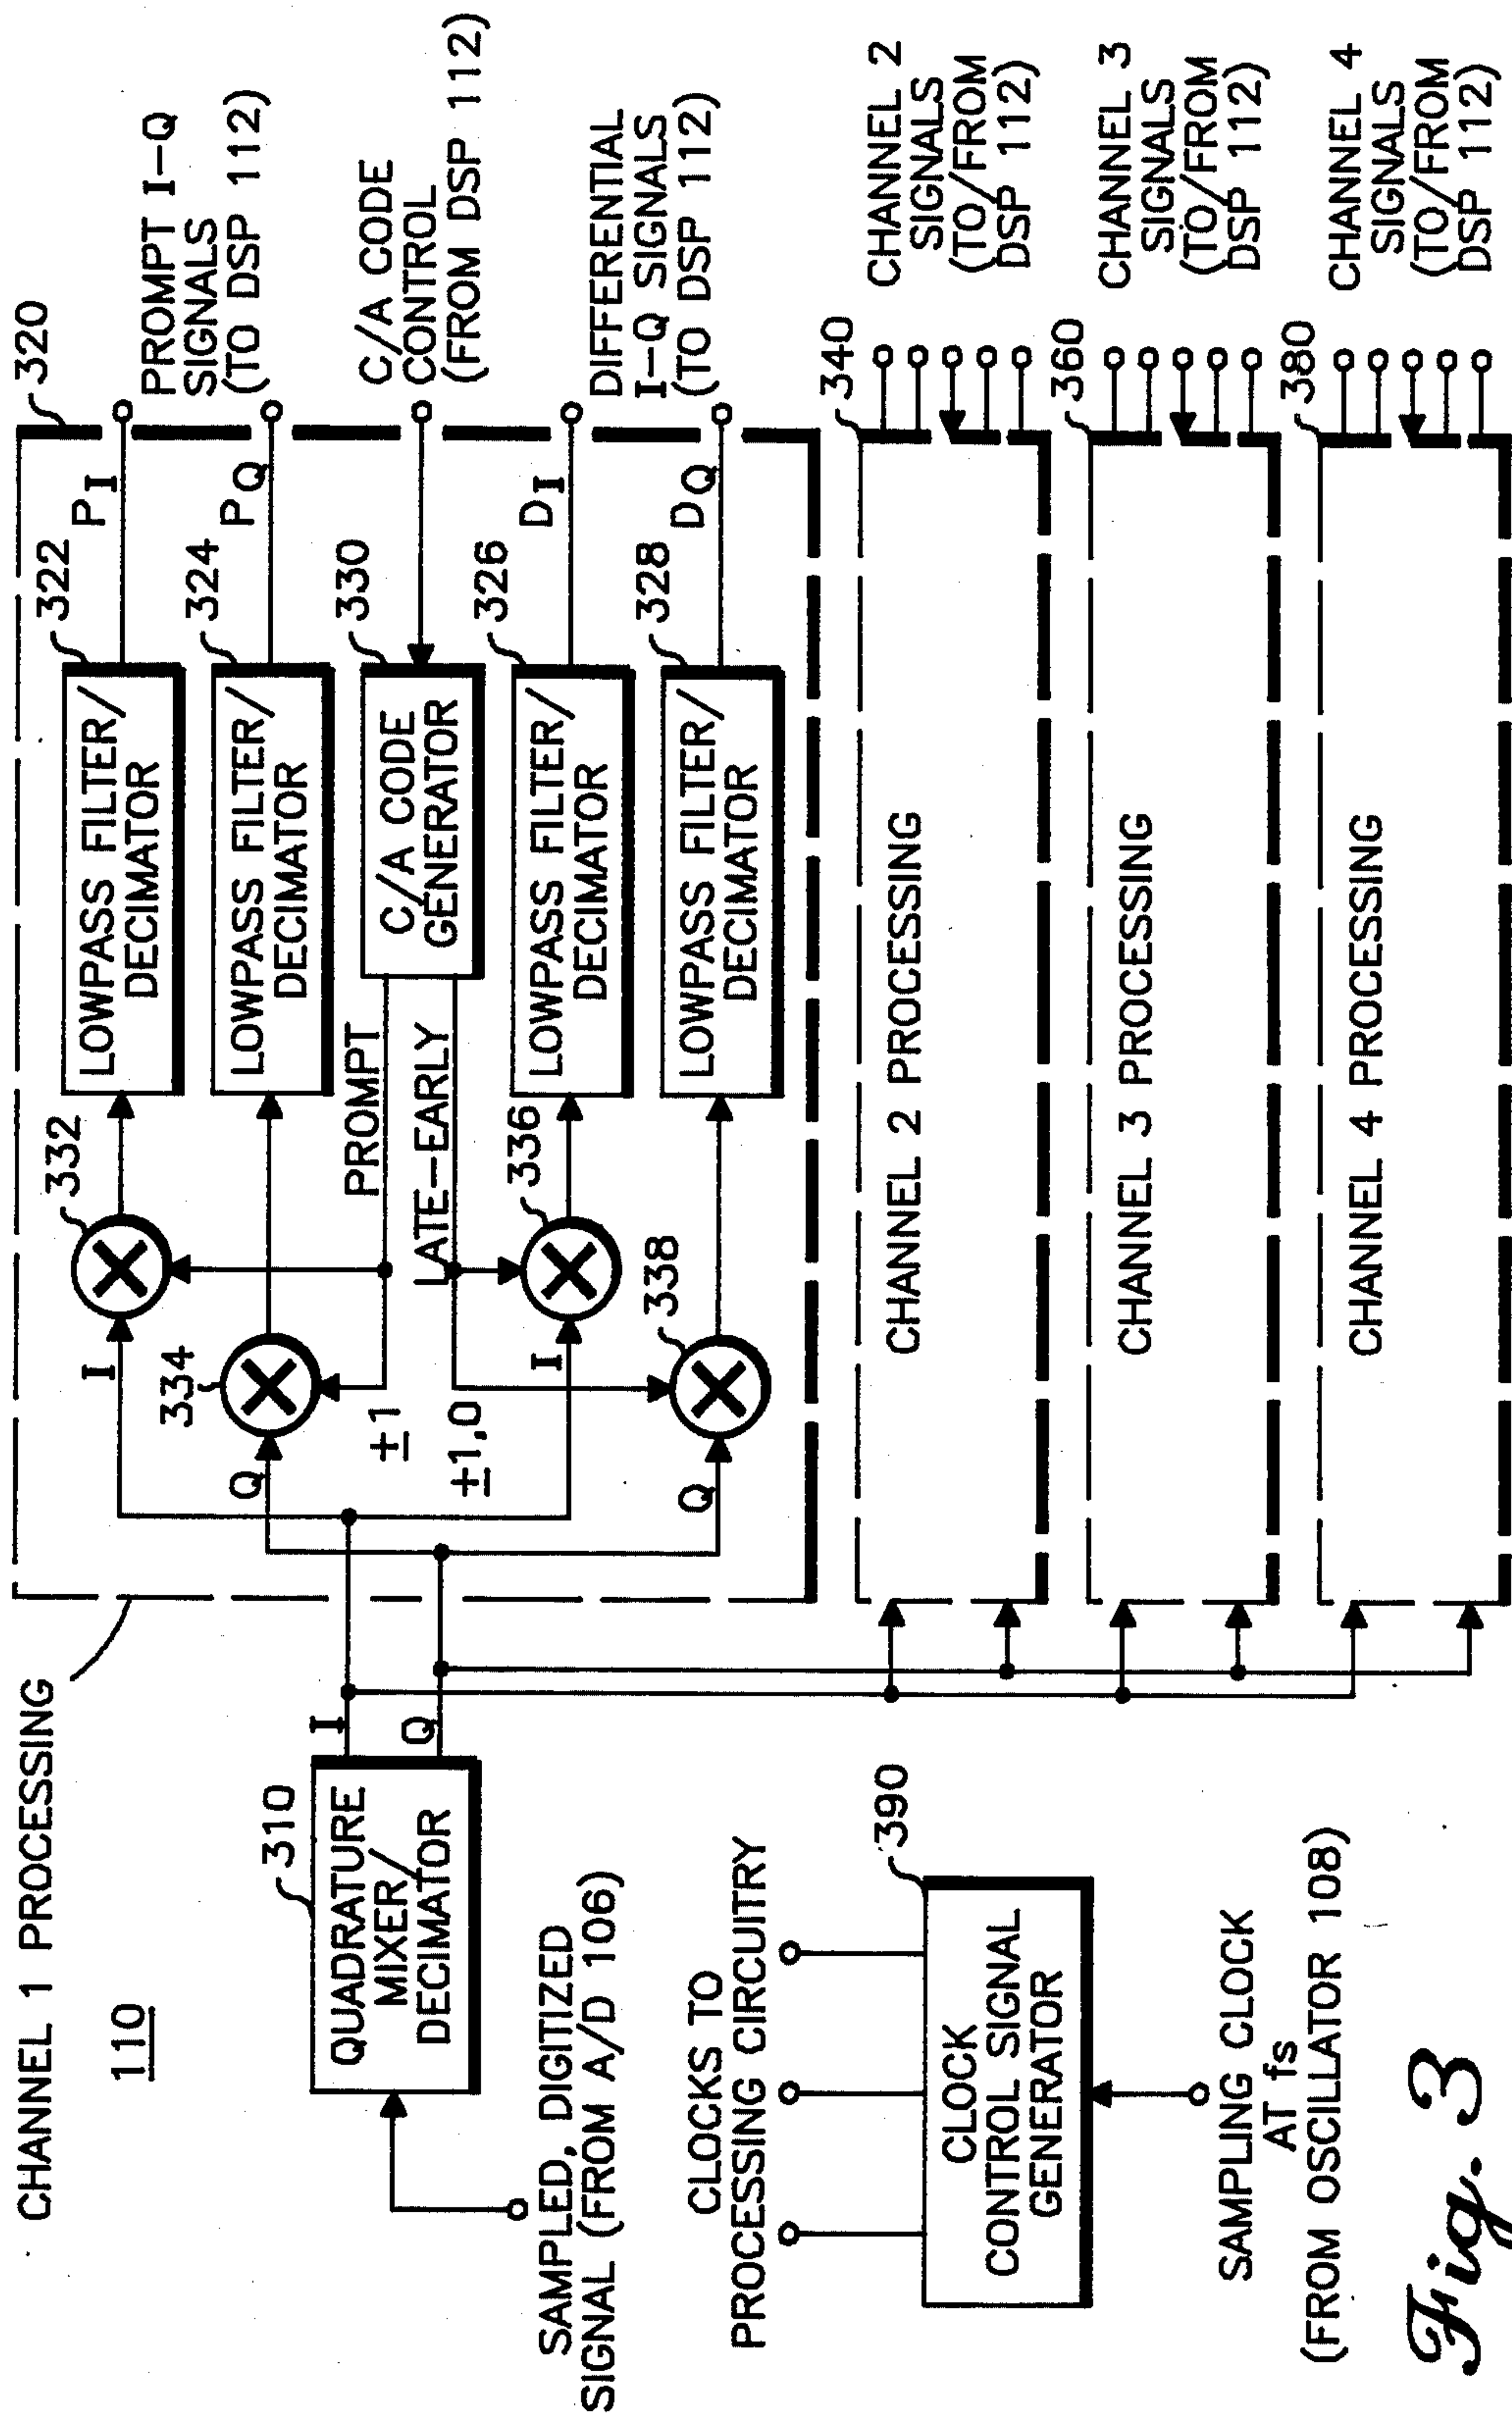 CHANNEL 1 PROCESSING
110
310
QUADRATURE
MIXER/
DECIMATOR
I
Q
SAMPLED, DIGITIZED
SIGNAL (FROM A/D 106)
CLOCKS TO
PROCESSING CIRCUITRY
390
CLOCK
CONTROL SIGNAL
GENERATOR
SAMPLING CLOCK
AT fs
(FROM OSCILLATOR 108)
Fig. 3
320
I
332
LOWPASS FILTER/
DECIMATOR
322
PI
PROMPT I-Q
SIGNALS
(TO DSP 112)
Q
334
LOWPASS FILTER/
DECIMATOR
324
PQ
±1
PROMPT
C/A CODE
GENERATOR
330
C/A CODE
CONTROL
(FROM DSP 112)
±1,0
LATE-EARLY
I
336
LOWPASS FILTER/
DECIMATOR
326
DI
DIFFERENTIAL
I-Q SIGNALS
(TO DSP 112)
Q
338
LOWPASS FILTER/
DECIMATOR
328
DQ
CHANNEL 2 PROCESSING
340
CHANNEL 2
SIGNALS
(TO/FROM
DSP 112)
CHANNEL 3 PROCESSING
360
CHANNEL 3
SIGNALS
(TO/FROM
DSP 112)
CHANNEL 4 PROCESSING
380
CHANNEL 4
SIGNALS
(TO/FROM
DSP 112)